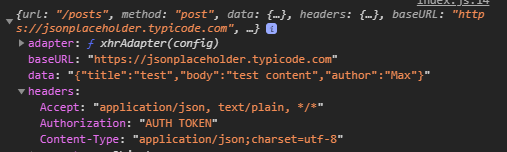 index.js:14
{url: "/posts", method: "post", data: {…}, headers: {…}, baseURL: "http
s://jsonplaceholder.typicode.com", …} i
adapter: ƒ xhrAdapter(config)
baseURL: "https://jsonplaceholder.typicode.com"
data: "{"title":"test","body":"test content","author":"Max"}"
headers:
Accept: "application/json, text/plain, */*"
Authorization: "AUTH TOKEN"
Content-Type: "application/json;charset=utf-8"